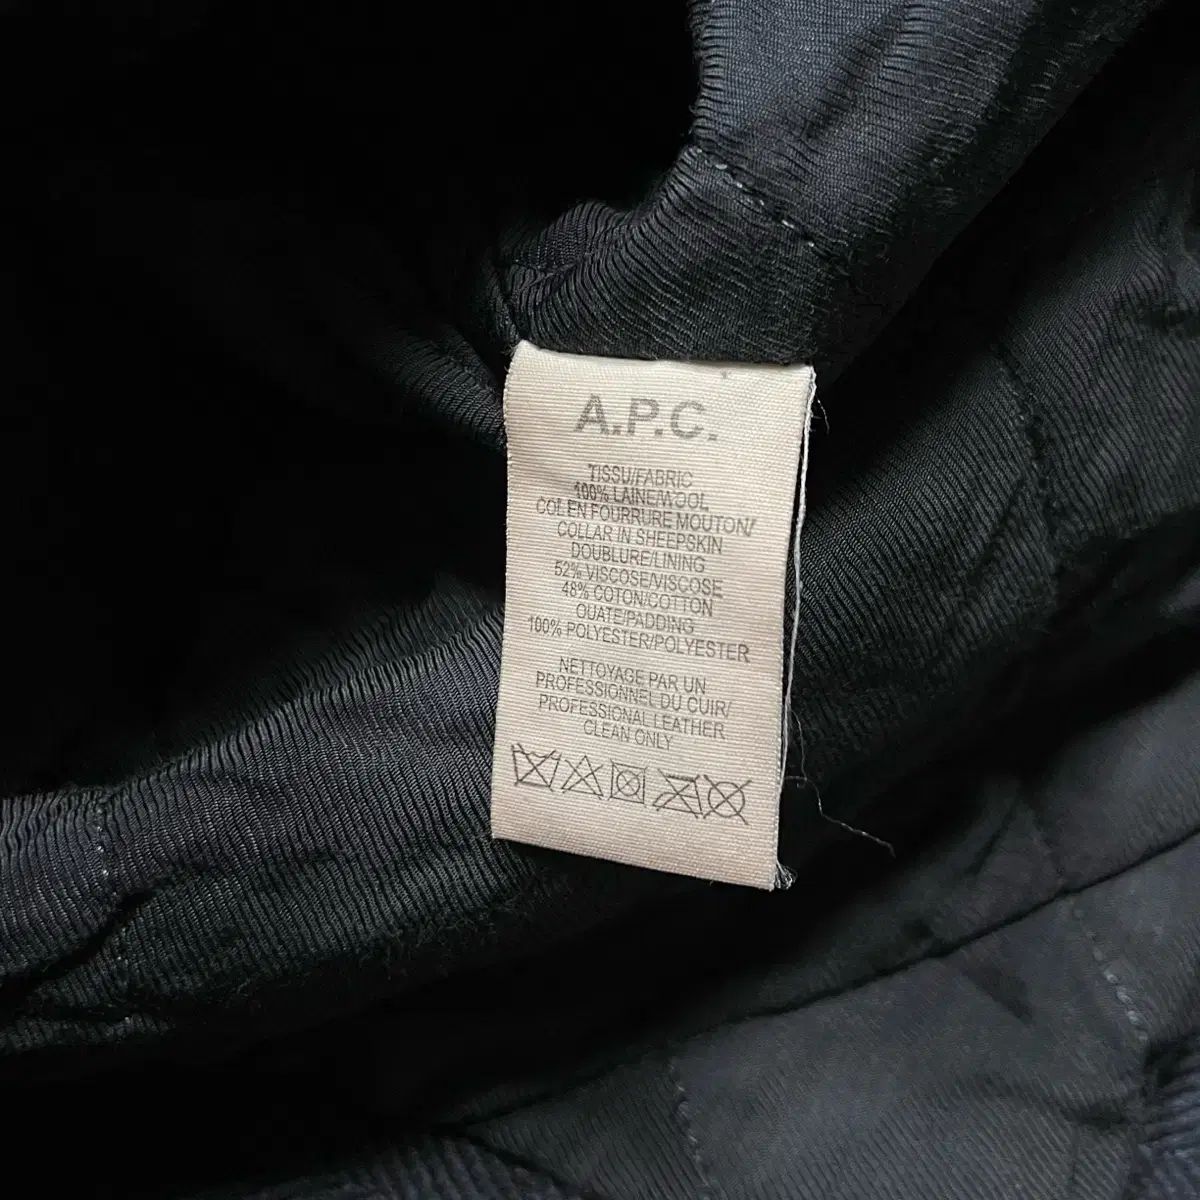 A.P.C.
TISSU/FABRIC
100% LAINE/WOOL
COL EN FOURRURE MOUTON/
COLLAR IN SHEEPSKIN
DOUBLURE/LINING
52% VISCOSE/VISCOSE
48% COTON/COTTON
OUATE/PADDING
100% POLYESTER/POLYESTER
NETTOYAGE PAR UN
PROFESSIONNEL DU CUIR/
PROFESSIONAL LEATHER
CLEAN ONLY